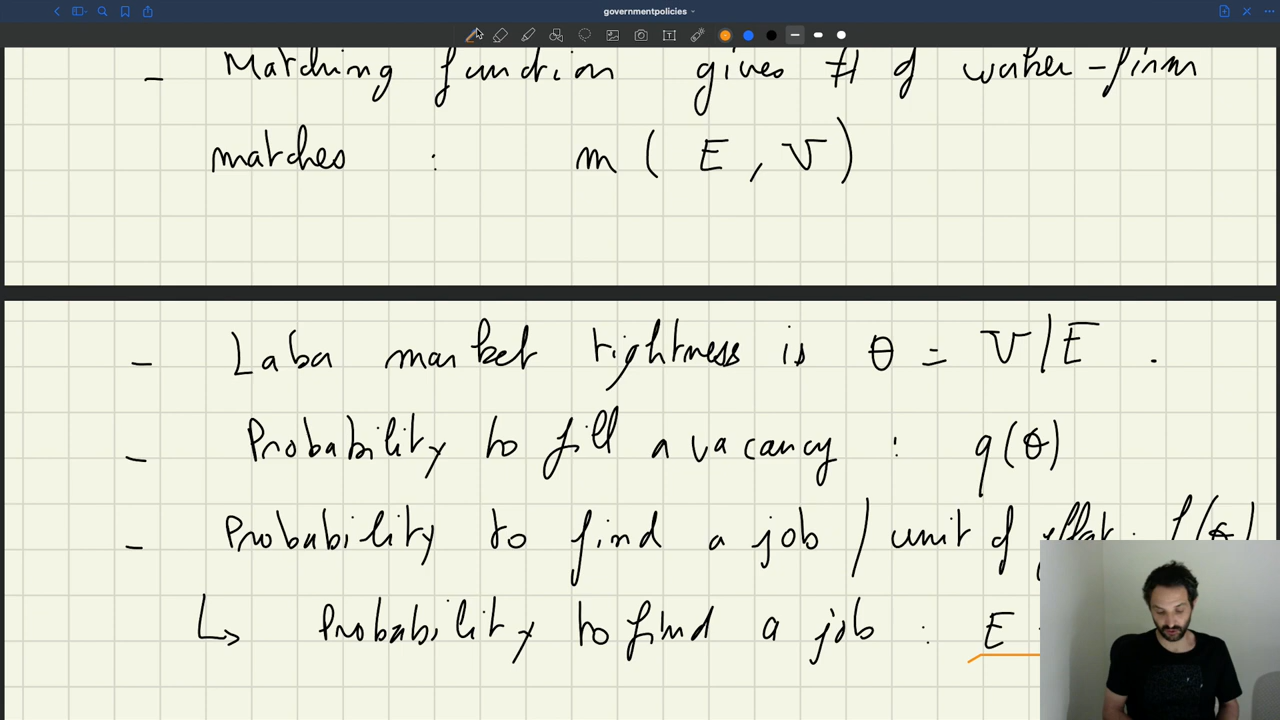 governmentpolicies
- Matching function gives # of worker-firm
matches : m ( E , V )
- Labor market tightness is θ = V/E .
- Probability to fill a vacancy : q(θ)
- Probability to find a job / unit of effort : f(θ)
↳ Probability to find a job : E